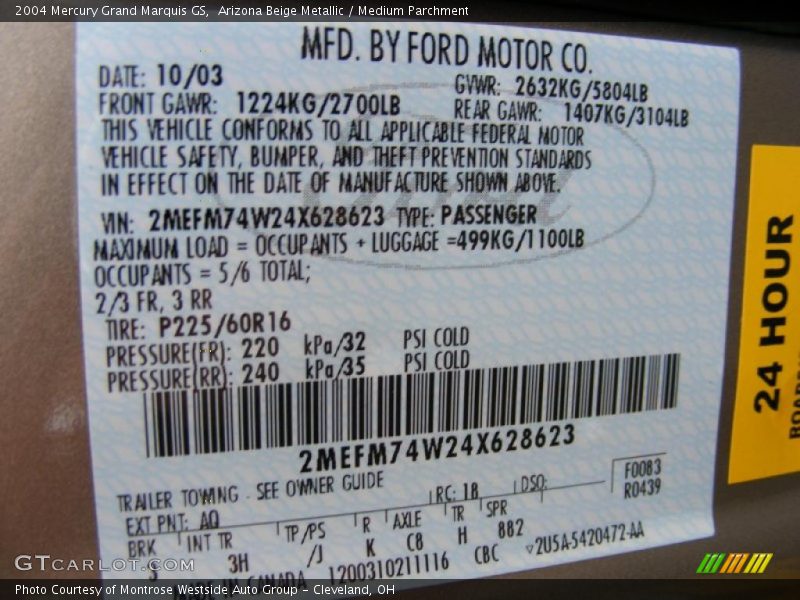 2004 Mercury Grand Marquis GS, Arizona Beige Metallic / Medium Parchment
MFD. BY FORD MOTOR CO.
DATE: 10/03 GVWR: 2632KG/5804LB
FRONT GAWR: 1224KG/2700LB REAR GAWR: 1407KG/3104LB
THIS VEHICLE CONFORMS TO ALL APPLICABLE FEDERAL MOTOR
VEHICLE SAFETY, BUMPER, AND THEFT PREVENTION STANDARDS
IN EFFECT ON THE DATE OF MANUFACTURE SHOWN ABOVE.
VIN: 2MEFM74W24X628623 TYPE: PASSENGER
MAXIMUM LOAD = OCCUPANTS + LUGGAGE =499KG/1100LB
OCCUPANTS = 5/6 TOTAL;
2/3 FR, 3 RR
TIRE: P225/60R16
PRESSURE(FR): 220 kPa/32 PSI COLD
PRESSURE(RR): 240 kPa/35 PSI COLD
2MEFM74W24X628623
TRAILER TOWING - SEE OWNER GUIDE
EXT PNT: AQ RC: 18 DSO: F0083
R0439
BRK INT TR TP/PS R AXLE TR SPR
3 3H /J K C8 H 882
MADE IN CANADA 1200310211116 CBC ▽2U5A-5420472-AA
24 HOUR
GTCARLOT.COM
Photo Courtesy of Montrose Westside Auto Group - Cleveland, OH